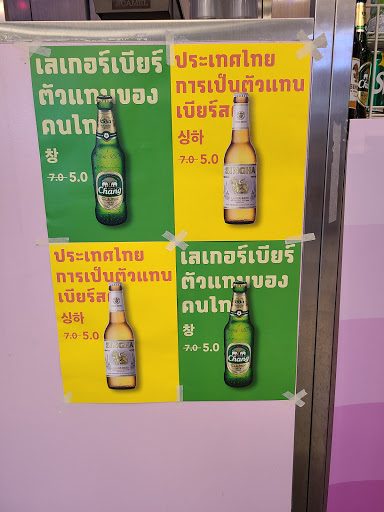 เลเกอร์เบียร์
ตัวแทนของ
คนไท
창
7.0 5.0
Chang
ประเทศไทย
การเป็นตัวแทน
เบียร์ส
싱하
7.0 5.0
SINGHA
ประเทศไทย
การเป็นตัวแทน
เบียร์ส
싱하
7.0 5.0
SINGHA
เลเกอร์เบียร์
ตัวแทนของ
คนไท
창
7.0 5.0
Chang